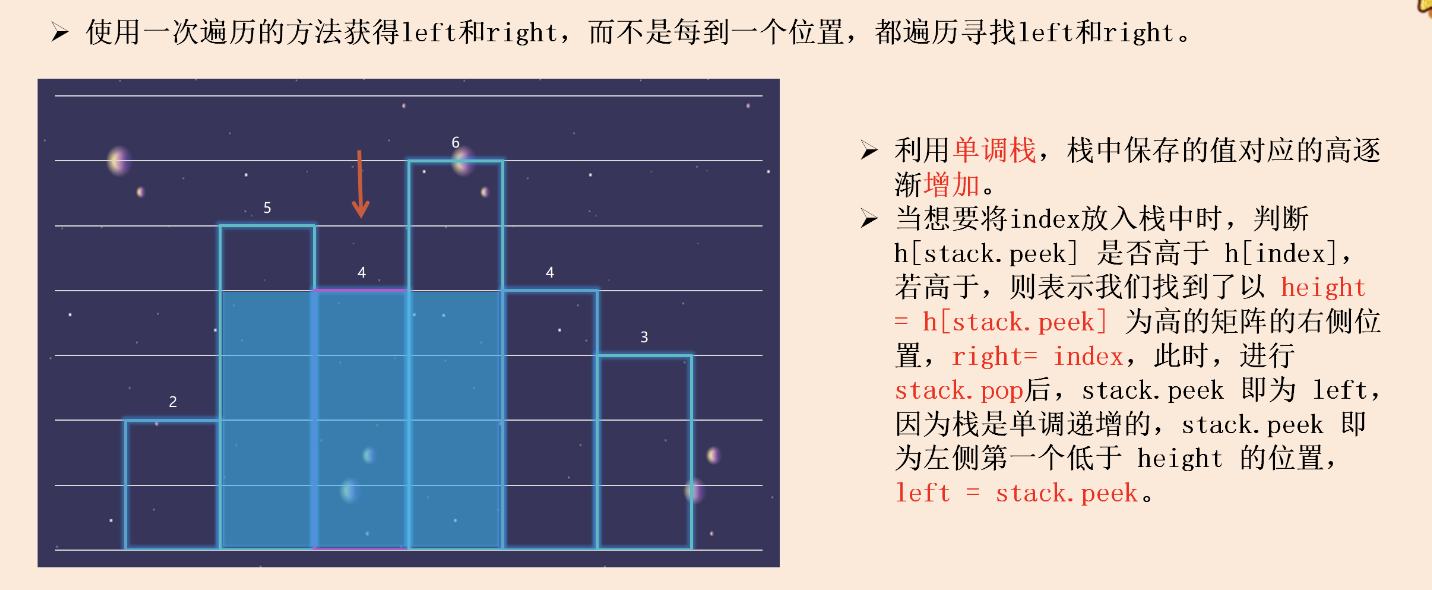 使用一次遍历的方法获得left和right，而不是每到一个位置，都遍历寻找left和right。
6
5
4
4
3
2
利用单调栈，栈中保存的值对应的高逐
渐增加。
当想要将index放入栈中时，判断
h[stack.peek] 是否高于 h[index]，
若高于，则表示我们找到了以 height
= h[stack.peek] 为高的矩阵的右侧位
置，right= index，此时，进行
stack.pop后，stack.peek 即为 left，
因为栈是单调递增的，stack.peek 即
为左侧第一个低于 height 的位置，
left = stack.peek。